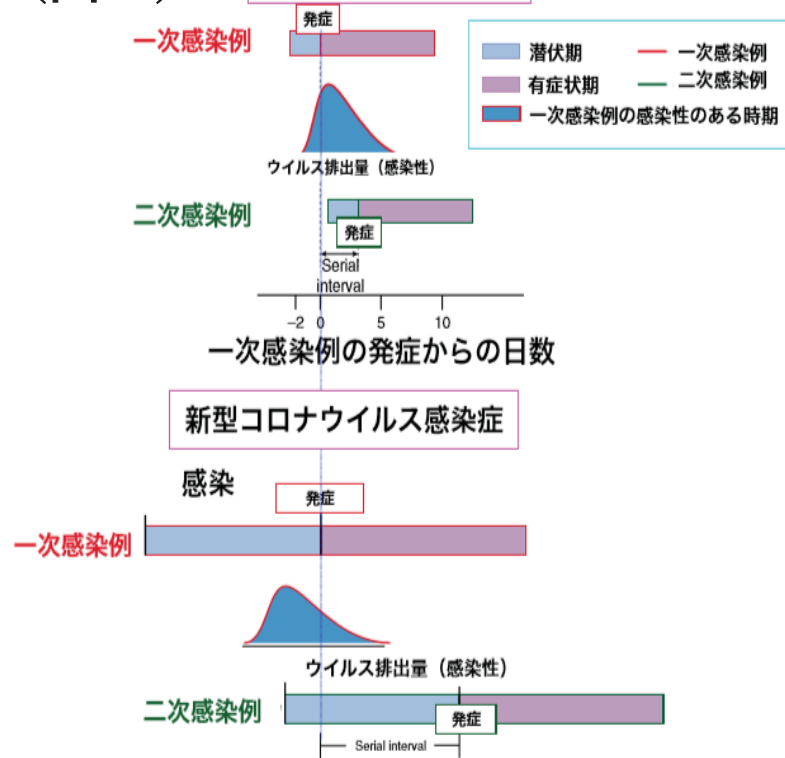 発症
一次感染例
潜伏期
一次感染例
有症状期
二次感染例
一次感染例の感染性のある時期
ウイルス排出量（感染性）
二次感染例
発症
Serial
interval
−2 0 5 10
一次感染例の発症からの日数
新型コロナウイルス感染症
感染
発症
一次感染例
ウイルス排出量（感染性）
二次感染例
発症
Serial interval